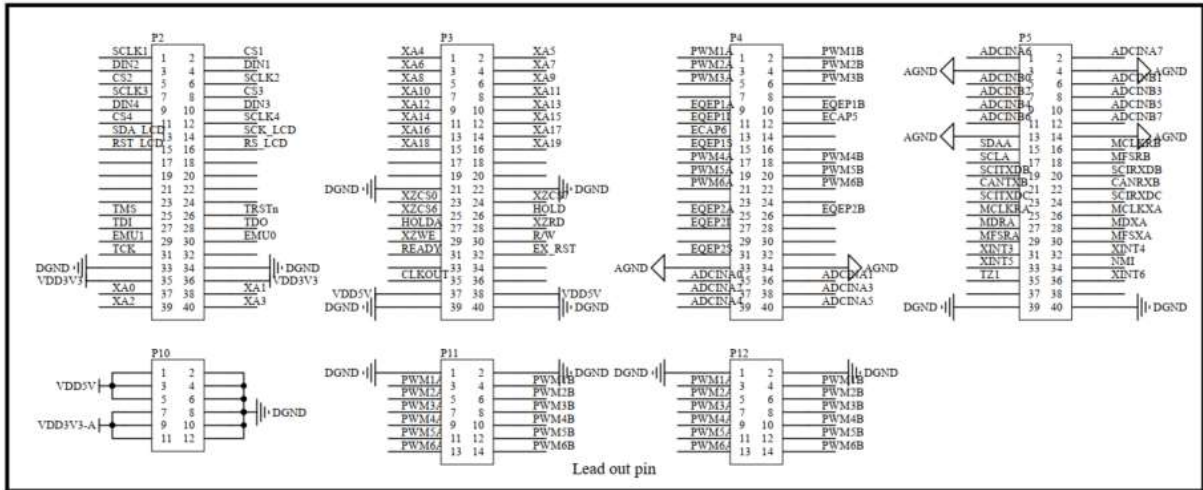 P2 P3 P4 P5
SCLK1 1 2 CS1 XA4 1 2 XA5 PWM1A 1 2 PWM1B ADCINA6 1 2 ADCINA7
DIN2 3 4 DIN1 XA6 3 4 XA7 PWM2A 3 4 PWM2B AGND 3 4 AGND
CS2 5 6 SCLK2 XA8 5 6 XA9 PWM3A 5 6 PWM3B ADCINB0 5 6 ADCINB1
SCLK3 7 8 CS3 XA10 7 8 XA11 7 8 ADCINB2 7 8 ADCINB3
DIN4 9 10 DIN3 XA12 9 10 XA13 EQEP1A 9 10 EQEP1B ADCINB4 9 10 ADCINB5
CS4 11 12 SCLK4 XA14 11 12 XA15 EQEP1I 11 12 ECAP5 ADCINB6 11 12 ADCINB7
SDA_LCD 13 14 SCK_LCD XA16 13 14 XA17 ECAP6 13 14 AGND 13 14 AGND
RST_LCD 15 16 RS_LCD XA18 15 16 XA19 EQEP1S 15 16 SDAA 15 16 MCLKRB
17 18 17 18 PWM4A 17 18 PWM4B SCLA 17 18 MFSRB
19 20 19 20 PWM5A 19 20 PWM5B SCITXDB 19 20 SCIRXDB
21 22 DGND 21 22 DGND PWM6A 21 22 PWM6B CANTXB 21 22 CANRXB
23 24 XZCS0 23 24 XZCS0 23 24 SCITXDC 23 24 SCIRXDC
TMS 25 26 TRSTn XZCS6 25 26 HOLD EQEP2A 25 26 EQEP2B MCLKRA 25 26 MCLKXA
TDI 27 28 TDO HOLDA 27 28 XZRD EQEP2I 27 28 MDRA 27 28 MDXA
EMU1 29 30 EMU0 XZWE 29 30 R/W 29 30 MFSRA 29 30 MFSXA
TCK 31 32 READY 31 32 EX_RST EQEP2S 31 32 XINT3 31 32 XINT4
DGND 33 34 DGND 33 34 AGND 33 34 AGND XINT5 33 34 NMI
VDD3V3 35 36 VDD3V3 CLKOUT 35 36 ADCINA0 35 36 ADCINA1 TZ1 35 36 XINT6
XA0 37 38 XA1 VDD5V 37 38 VDD5V ADCINA2 37 38 ADCINA3 37 38
XA2 39 40 XA3 DGND 39 40 DGND ADCINA4 39 40 ADCINA5 DGND 39 40 DGND
P10 P11 P12
1 2 DGND 1 2 DGND DGND 1 2 DGND
VDD5V 3 4 PWM1A 3 4 PWM1B PWM1A 3 4 PWM1B
5 6 PWM2A 5 6 PWM2B PWM2A 5 6 PWM2B
7 8 DGND PWM3A 7 8 PWM3B PWM3A 7 8 PWM3B
VDD3V3-A 9 10 PWM4A 9 10 PWM4B PWM4A 9 10 PWM4B
11 12 PWM5A 11 12 PWM5B PWM5A 11 12 PWM5B
PWM6A 13 14 PWM6B PWM6A 13 14 PWM6B
Lead out pin